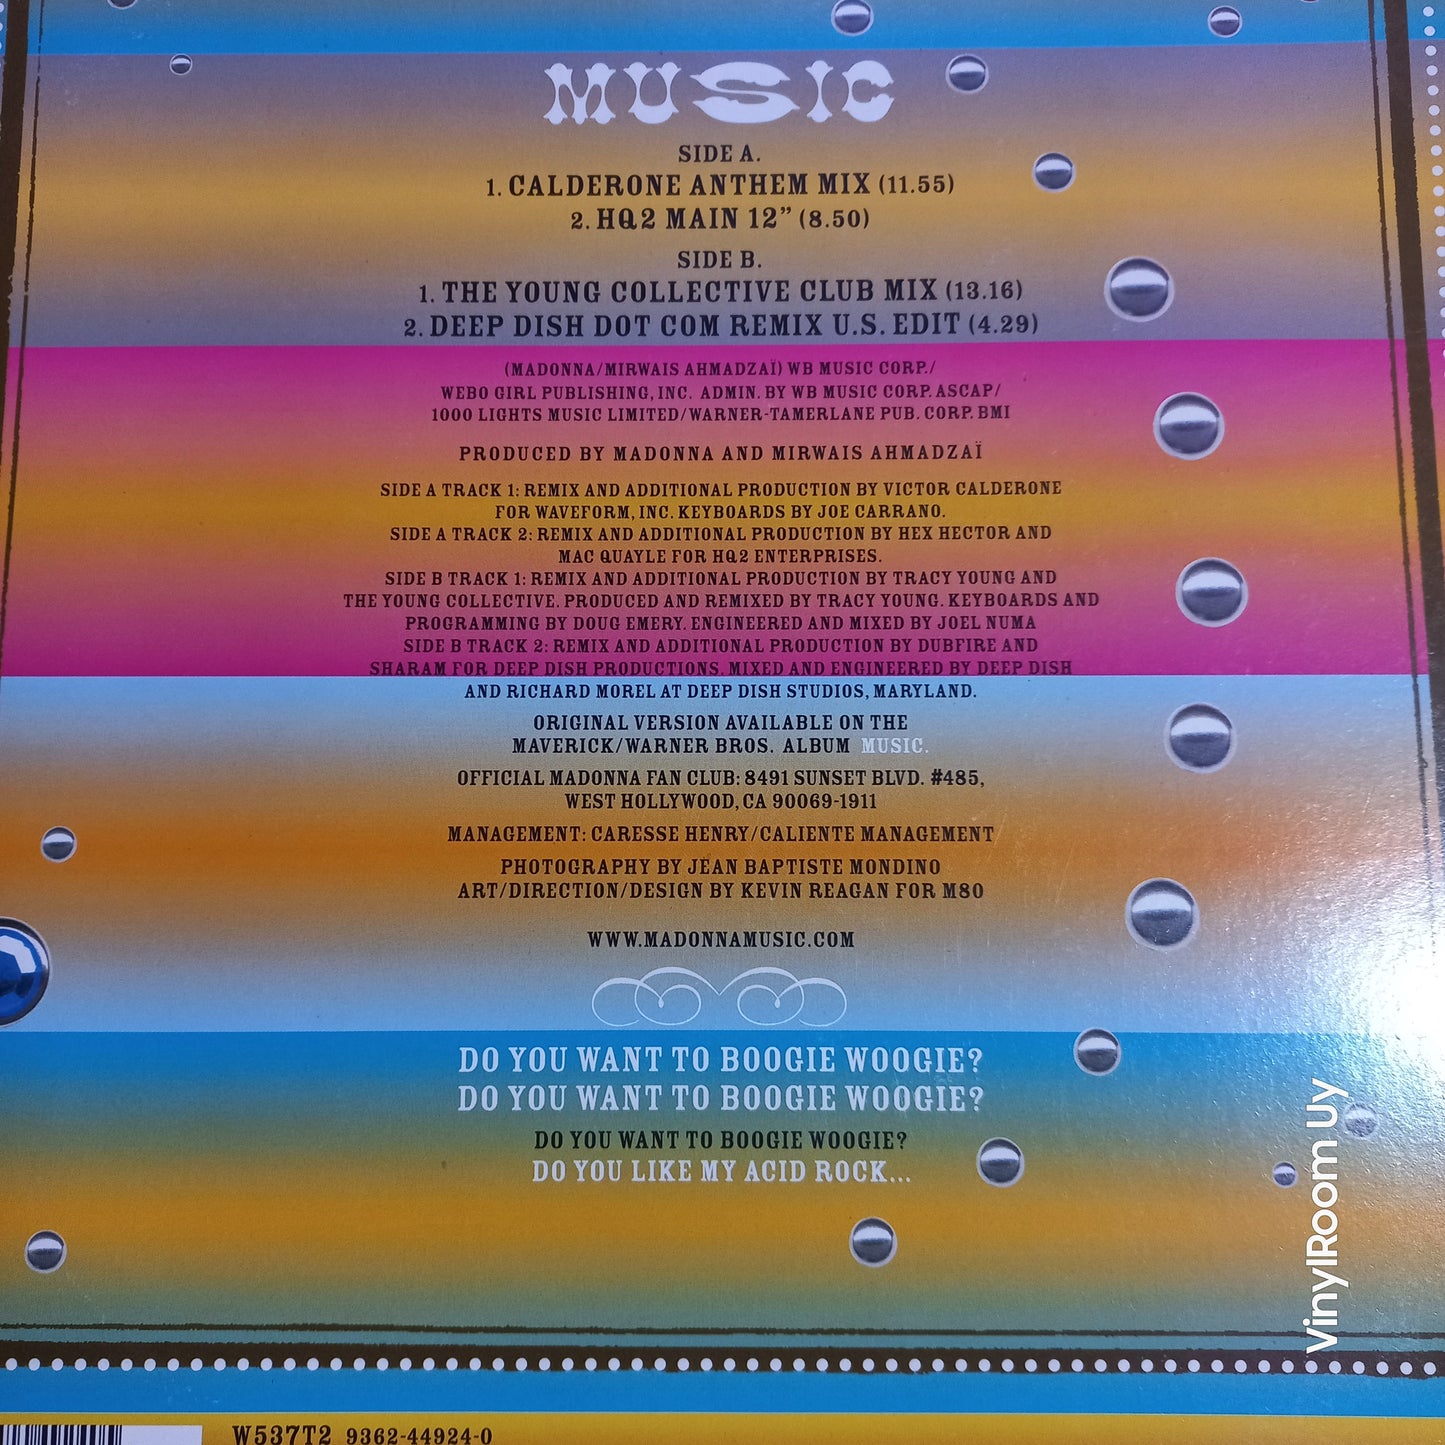 MUSIC
SIDE A.
1. CALDERONE ANTHEM MIX (11.55)
2. HQ2 MAIN 12” (8.50)
SIDE B.
1. THE YOUNG COLLECTIVE CLUB MIX (13.16)
2. DEEP DISH DOT COM REMIX U.S. EDIT (4.29)
(MADONNA/MIRWAIS AHMADZAÏ) WB MUSIC CORP./
WEBO GIRL PUBLISHING, INC. ADMIN. BY WB MUSIC CORP. ASCAP/
1000 LIGHTS MUSIC LIMITED/WARNER-TAMERLANE PUB. CORP. BMI
PRODUCED BY MADONNA AND MIRWAIS AHMADZAÏ
SIDE A TRACK 1: REMIX AND ADDITIONAL PRODUCTION BY VICTOR CALDERONE
FOR WAVEFORM, INC. KEYBOARDS BY JOE CARRANO.
SIDE A TRACK 2: REMIX AND ADDITIONAL PRODUCTION BY HEX HECTOR AND
MAC QUAYLE FOR HQ2 ENTERPRISES.
SIDE B TRACK 1: REMIX AND ADDITIONAL PRODUCTION BY TRACY YOUNG AND
THE YOUNG COLLECTIVE. PRODUCED AND REMIXED BY TRACY YOUNG. KEYBOARDS AND
PROGRAMMING BY DOUG EMERY. ENGINEERED AND MIXED BY JOEL NUMA
SIDE B TRACK 2: REMIX AND ADDITIONAL PRODUCTION BY DUBFIRE AND
SHARAM FOR DEEP DISH PRODUCTIONS. MIXED AND ENGINEERED BY DEEP DISH
AND RICHARD MOREL AT DEEP DISH STUDIOS, MARYLAND.
ORIGINAL VERSION AVAILABLE ON THE
MAVERICK/WARNER BROS. ALBUM MUSIC.
OFFICIAL MADONNA FAN CLUB: 8491 SUNSET BLVD. #485,
WEST HOLLYWOOD, CA 90069-1911
MANAGEMENT: CARESSE HENRY/CALIENTE MANAGEMENT
PHOTOGRAPHY BY JEAN BAPTISTE MONDINO
ART/DIRECTION/DESIGN BY KEVIN REAGAN FOR M80
WWW.MADONNAMUSIC.COM
DO YOU WANT TO BOOGIE WOOGIE?
DO YOU WANT TO BOOGIE WOOGIE?
DO YOU WANT TO BOOGIE WOOGIE?
DO YOU LIKE MY ACID ROCK...
VinylRoom Uy
W537T2 9362-44924-0